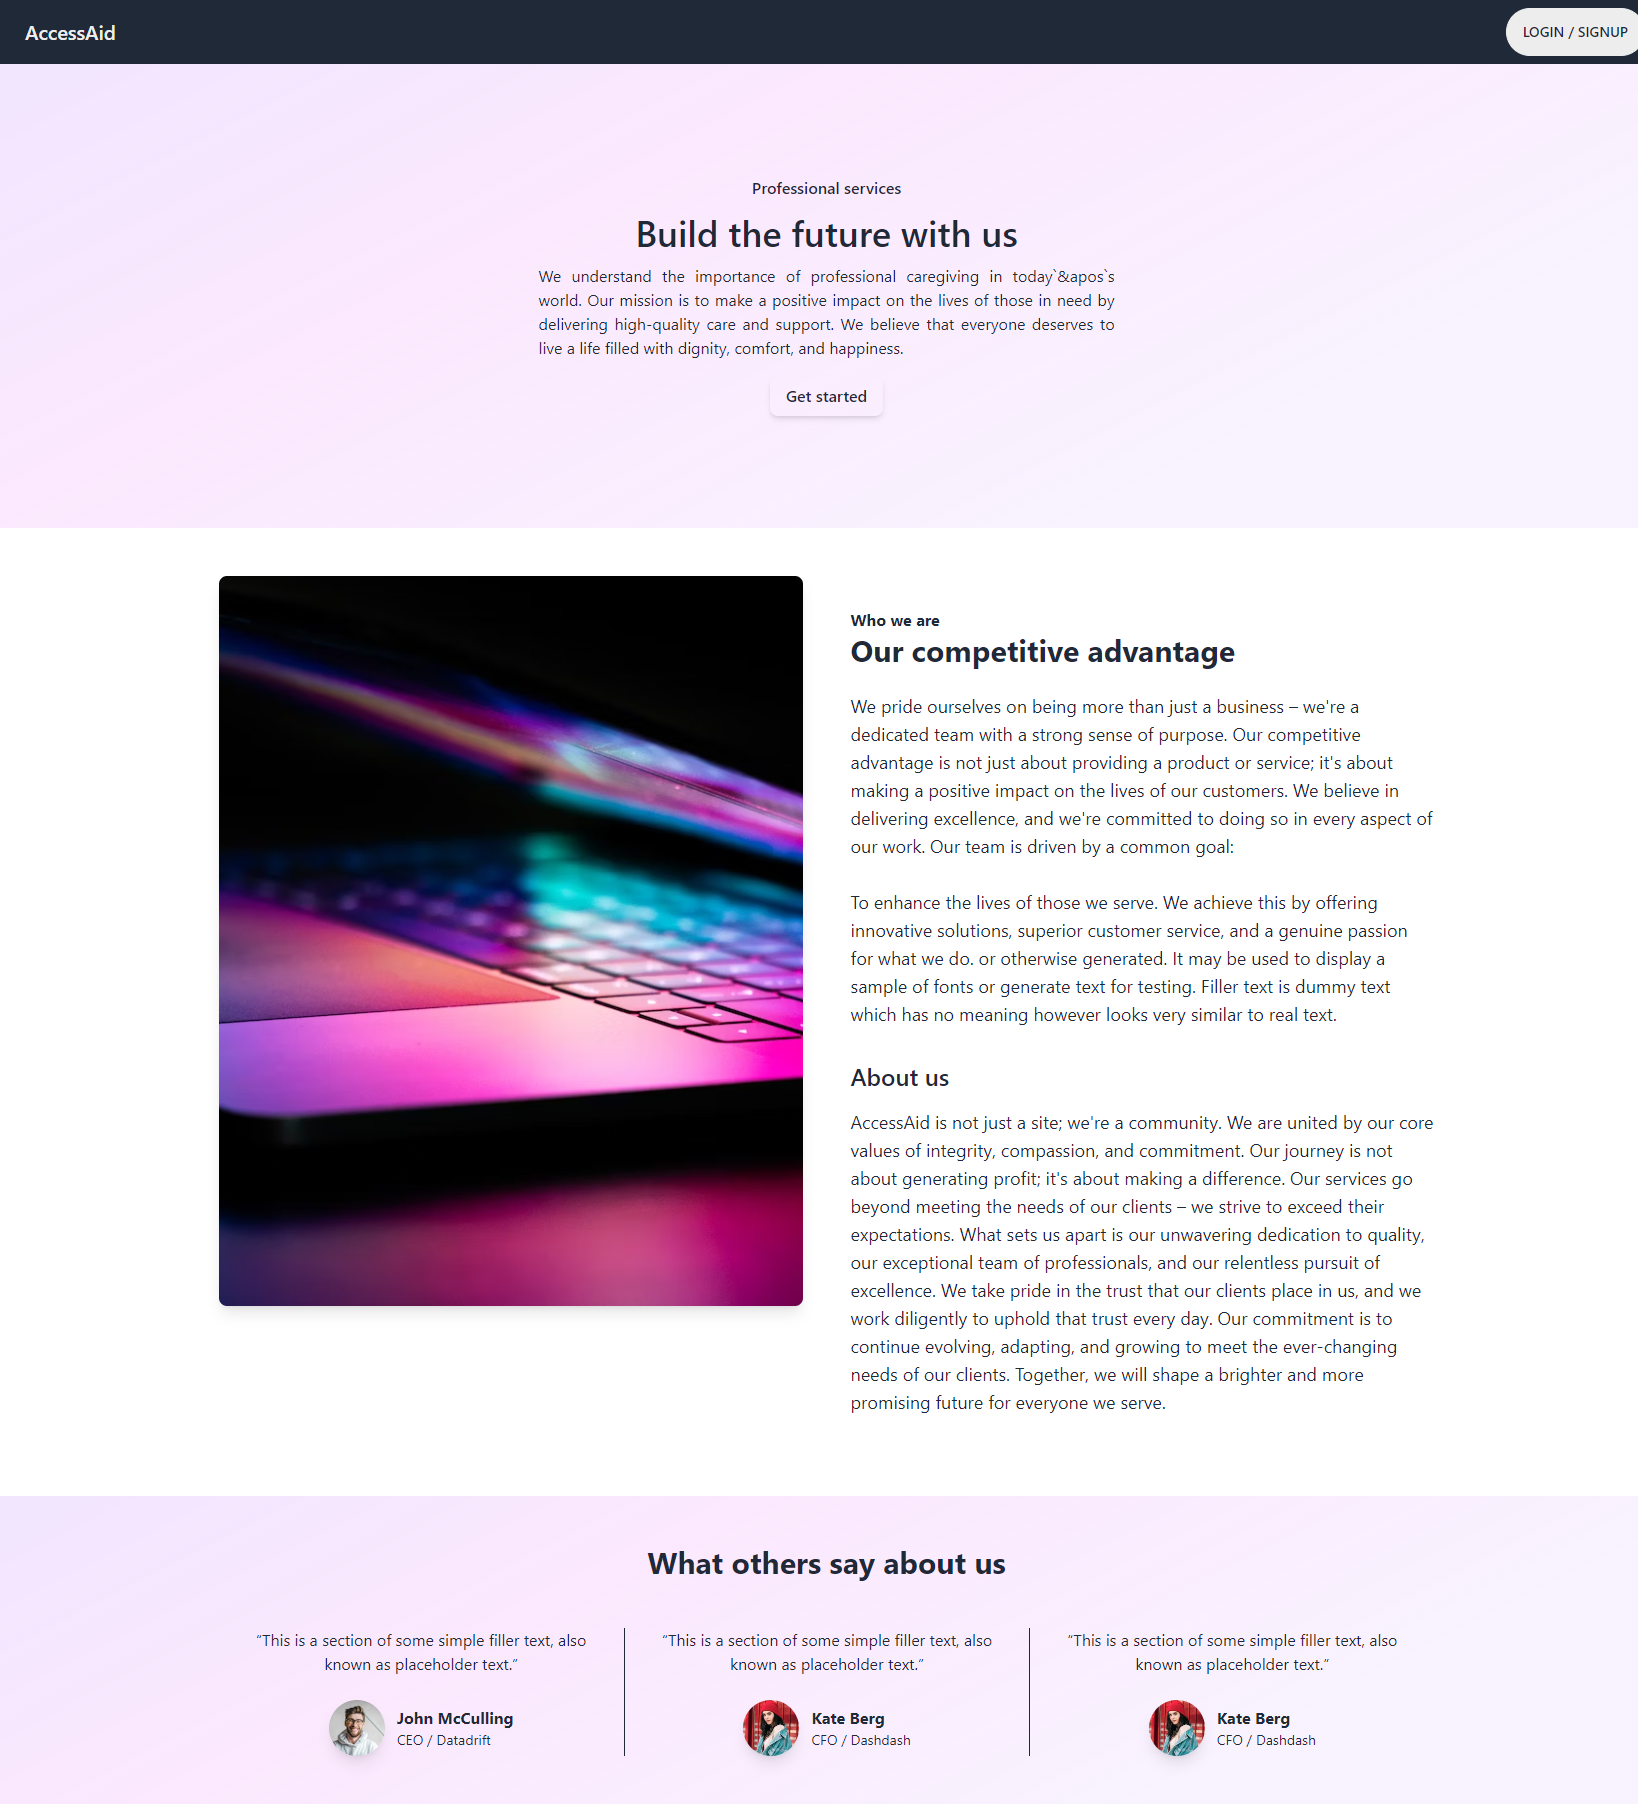 AccessAid
LOGIN / SIGNUP
Professional services
Build the future with us
We understand the importance of professional caregiving in today`&apos`s
world. Our mission is to make a positive impact on the lives of those in need by
delivering high-quality care and support. We believe that everyone deserves to
live a life filled with dignity, comfort, and happiness.
Get started
Who we are
Our competitive advantage
We pride ourselves on being more than just a business – we're a
dedicated team with a strong sense of purpose. Our competitive
advantage is not just about providing a product or service; it's about
making a positive impact on the lives of our customers. We believe in
delivering excellence, and we're committed to doing so in every aspect of
our work. Our team is driven by a common goal:
To enhance the lives of those we serve. We achieve this by offering
innovative solutions, superior customer service, and a genuine passion
for what we do. or otherwise generated. It may be used to display a
sample of fonts or generate text for testing. Filler text is dummy text
which has no meaning however looks very similar to real text.
About us
AccessAid is not just a site; we're a community. We are united by our core
values of integrity, compassion, and commitment. Our journey is not
about generating profit; it's about making a difference. Our services go
beyond meeting the needs of our clients – we strive to exceed their
expectations. What sets us apart is our unwavering dedication to quality,
our exceptional team of professionals, and our relentless pursuit of
excellence. We take pride in the trust that our clients place in us, and we
work diligently to uphold that trust every day. Our commitment is to
continue evolving, adapting, and growing to meet the ever-changing
needs of our clients. Together, we will shape a brighter and more
promising future for everyone we serve.
What others say about us
“This is a section of some simple filler text, also
known as placeholder text.”
John McCulling
CEO / Datadrift
“This is a section of some simple filler text, also
known as placeholder text.”
Kate Berg
CFO / Dashdash
“This is a section of some simple filler text, also
known as placeholder text.”
Kate Berg
CFO / Dashdash